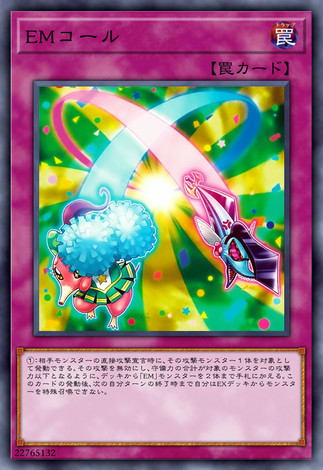 EMコール
トラップ
罠
【罠カード】
①:相手モンスターの直接攻撃宣言時に、その攻撃モンスター1体を対象とし
て発動できる。その攻撃を無効にし、守備力の合計が対象のモンスターの攻撃
力以下となるように、デッキから「EM」モンスターを2体まで手札に加える。こ
のカードの発動後、次の自分ターンの終了時まで自分はEXデッキからモンスタ
ーを特殊召喚できない。
22765132